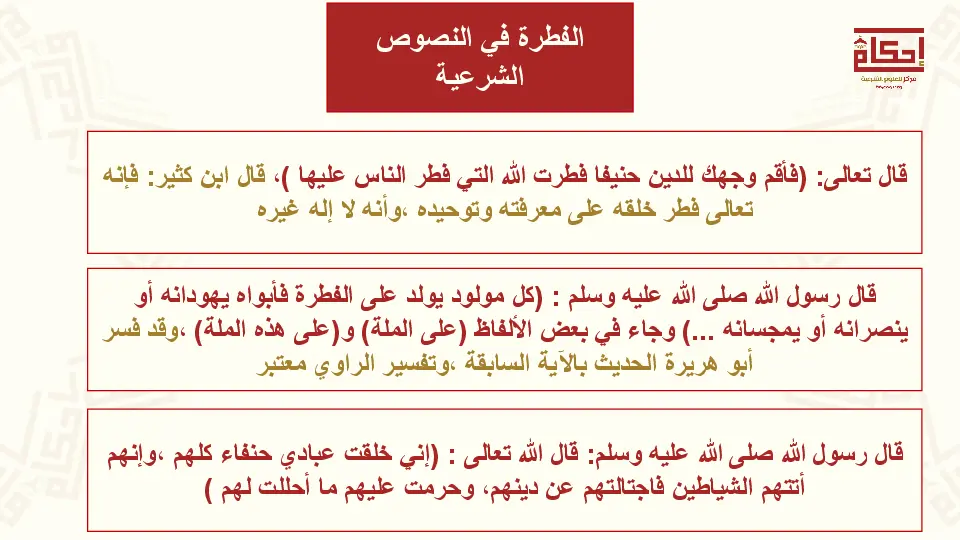 الفطرة في النصوص
الشرعية
إحكام
مركز للعلوم الشرعية
قال تعالى: (فأقم وجهك للدين حنيفا فطرت الله التي فطر الناس عليها )، قال ابن كثير: فإنه
تعالى فطر خلقه على معرفته وتوحيده ،وأنه لا إله غيره
قال رسول الله صلى الله عليه وسلم : (كل مولود يولد على الفطرة فأبواه يهودانه أو
ينصرانه أو يمجسانه ...) وجاء في بعض الألفاظ (على الملة) و(على هذه الملة) ،وقد فسر
أبو هريرة الحديث بالآية السابقة ،وتفسير الراوي معتبر
قال رسول الله صلى الله عليه وسلم: قال الله تعالى : (إني خلقت عبادي حنفاء كلهم ،وإنهم
أتتهم الشياطين فاجتالتهم عن دينهم، وحرمت عليهم ما أحللت لهم )